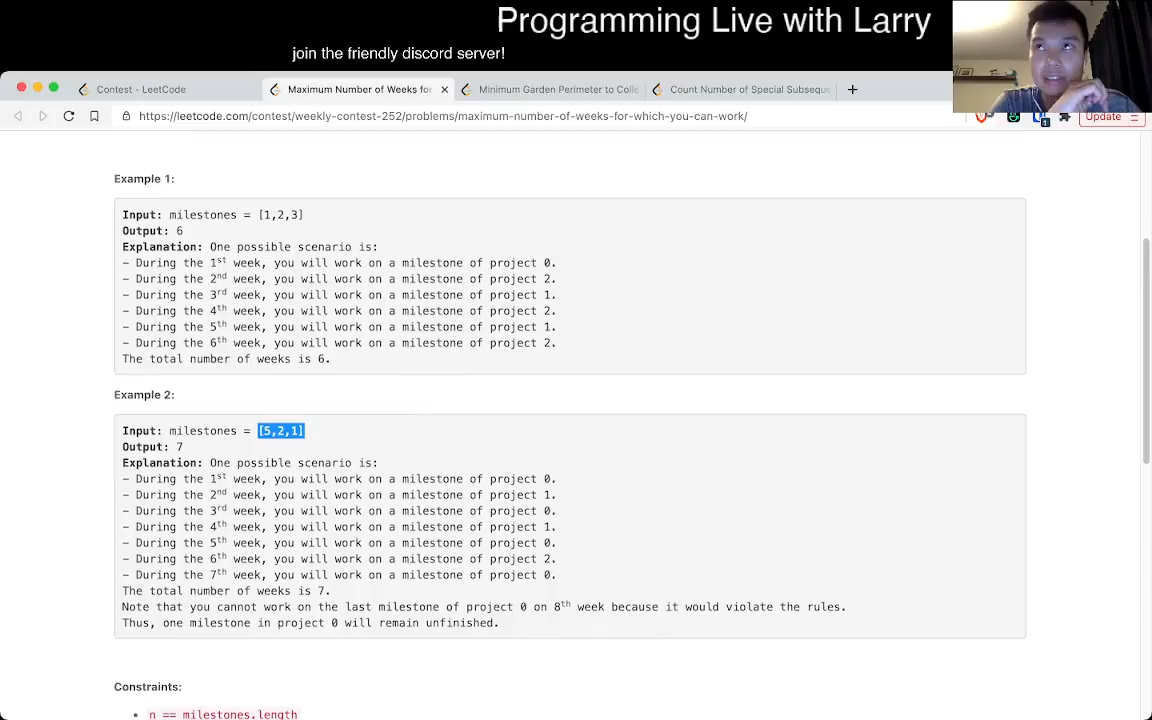 Programming Live with Larry
join the friendly discord server!
Contest - LeetCode
Maximum Number of Weeks for
Minimum Garden Perimeter to Colle
Count Number of Special Subsequ
https://leetcode.com/contest/weekly-contest-252/problems/maximum-number-of-weeks-for-which-you-can-work/
1
Update
Example 1:
Input: milestones = [1,2,3]
Output: 6
Explanation: One possible scenario is:
- During the 1st week, you will work on a milestone of project 0.
- During the 2nd week, you will work on a milestone of project 2.
- During the 3rd week, you will work on a milestone of project 1.
- During the 4th week, you will work on a milestone of project 2.
- During the 5th week, you will work on a milestone of project 1.
- During the 6th week, you will work on a milestone of project 2.
The total number of weeks is 6.
Example 2:
Input: milestones = [5,2,1]
Output: 7
Explanation: One possible scenario is:
- During the 1st week, you will work on a milestone of project 0.
- During the 2nd week, you will work on a milestone of project 1.
- During the 3rd week, you will work on a milestone of project 0.
- During the 4th week, you will work on a milestone of project 1.
- During the 5th week, you will work on a milestone of project 0.
- During the 6th week, you will work on a milestone of project 2.
- During the 7th week, you will work on a milestone of project 0.
The total number of weeks is 7.
Note that you cannot work on the last milestone of project 0 on 8th week because it would violate the rules.
Thus, one milestone in project 0 will remain unfinished.
Constraints:
• n == milestones.length